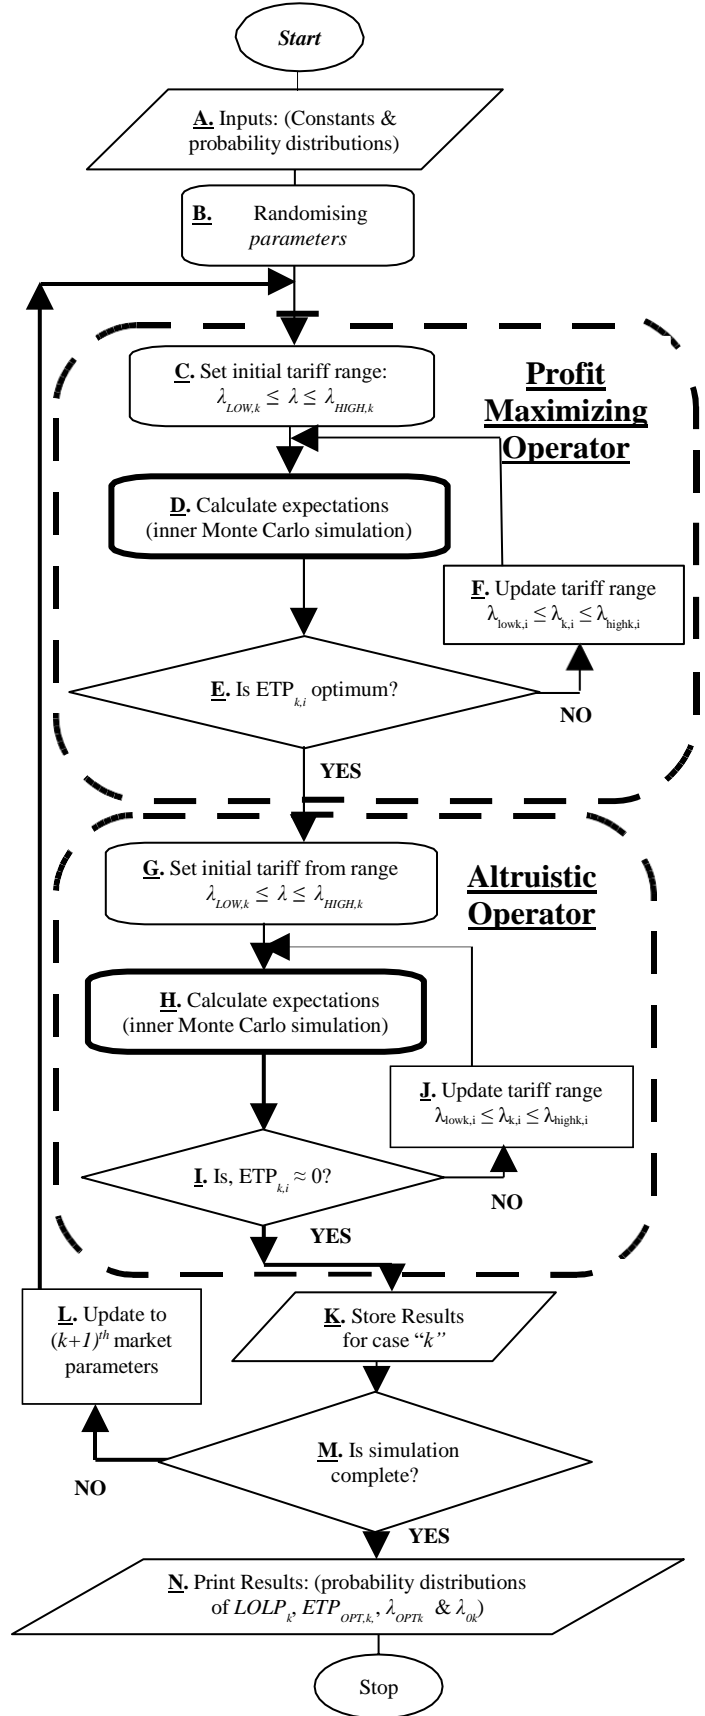 Start
A. Inputs: (Constants &
probability distributions)
B. Randomising
parameters
C. Set initial tariff range:
λLOW,k ≤ λ ≤ λHIGH,k
Profit
Maximizing
Operator
D. Calculate expectations
(inner Monte Carlo simulation)
F. Update tariff range
λlowk,i ≤ λk,i ≤ λhighk,i
E. Is ETPk,i optimum?
NO
YES
G. Set initial tariff from range
λLOW,k ≤ λ ≤ λHIGH,k
Altruistic
Operator
H. Calculate expectations
(inner Monte Carlo simulation)
J. Update tariff range
λlowk,i ≤ λk,i ≤ λhighk,i
I. Is, ETPk,i ≈ 0?
NO
YES
K. Store Results
for case “k”
L. Update to
(k+1)th market
parameters
M. Is simulation
complete?
NO
YES
N. Print Results: (probability distributions
of LOLPk, ETPOPT,k, λOPTk & λ0k)
Stop